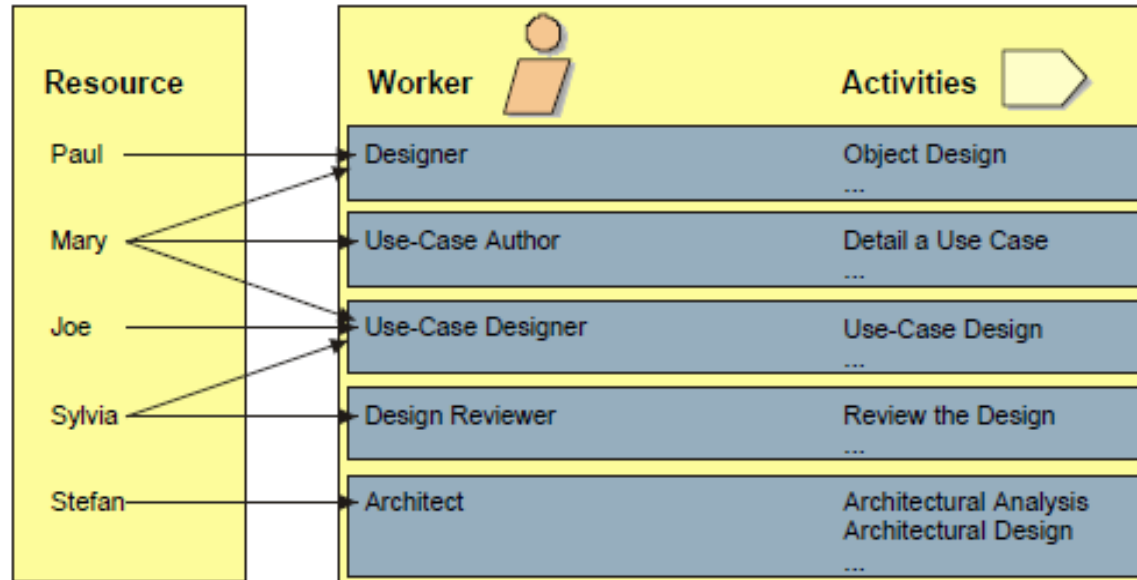 Resource Worker Activities
Paul Designer Object Design
...
Mary Use-Case Author Detail a Use Case
...
Joe Use-Case Designer Use-Case Design
...
Sylvia Design Reviewer Review the Design
...
Stefan Architect Architectural Analysis
Architectural Design
...